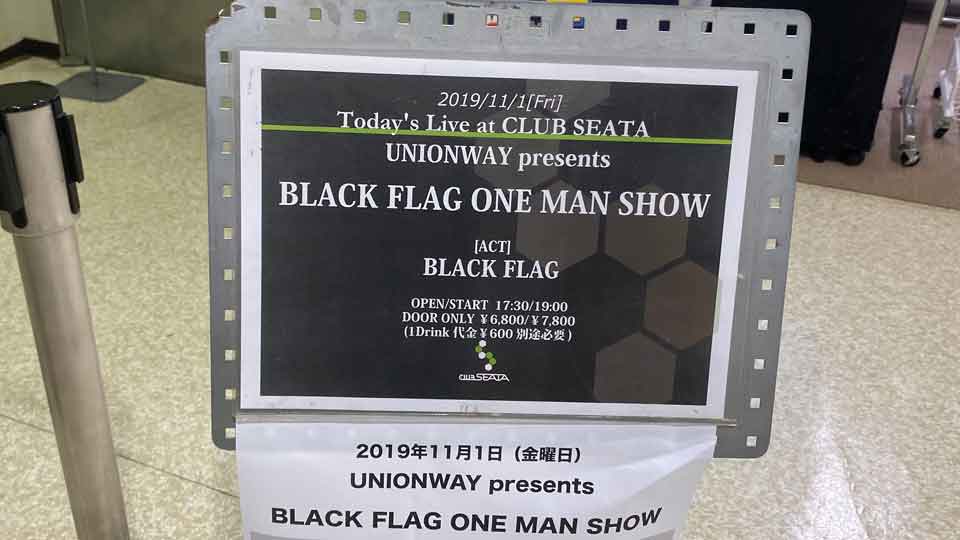 2019/11/1[Fri]
Today's Live at CLUB SEATA
UNIONWAY presents
BLACK FLAG ONE MAN SHOW
[ACT]
BLACK FLAG
OPEN/START 17:30/19:00
DOOR ONLY ￥6,800/￥7,800
(1Drink 代金￥600 別途必要)
CLUB SEATA
2019年11月1日（金曜日）
UNIONWAY presents
BLACK FLAG ONE MAN SHOW